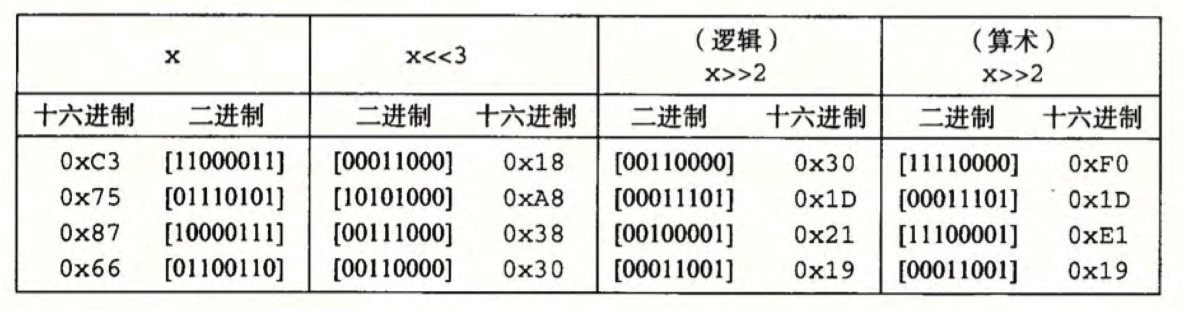 x x<<3 （逻辑） x>>2 （算术） x>>2
十六进制 二进制 二进制 十六进制 二进制 十六进制 二进制 十六进制
0xC3 [11000011] [00011000] 0x18 [00110000] 0x30 [11110000] 0xF0
0x75 [01110101] [10101000] 0xA8 [00011101] 0x1D [00011101] 0x1D
0x87 [10000111] [00111000] 0x38 [00100001] 0x21 [11100001] 0xE1
0x66 [01100110] [00110000] 0x30 [00011001] 0x19 [00011001] 0x19